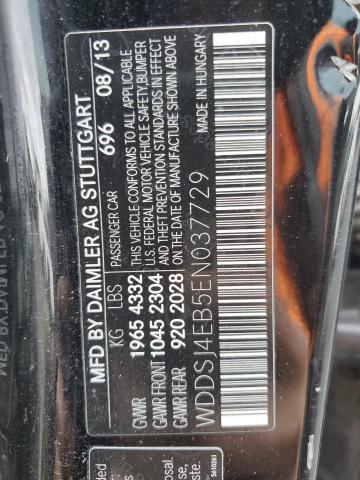 MFD BY DAIMLER AG STUTTGART
696 08/13
KG LBS PASSENGER CAR
GVWR 1965 4332 THIS VEHICLE CONFORMS TO ALL APPLICABLE
U.S. FEDERAL MOTOR VEHICLE SAFETY, BUMPER
GAWR FRONT 1045 2304 AND THEFT PREVENTION STANDARDS IN EFFECT
GAWR REAR 920 2028 ON THE DATE OF MANUFACTURE SHOWN ABOVE
WDDSJ4EB5EN037729 MADE IN HUNGARY